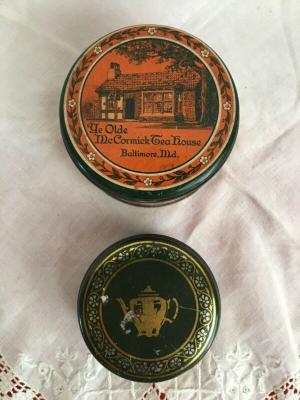 Ye Olde
McCormick Tea House
Baltimore, Md.